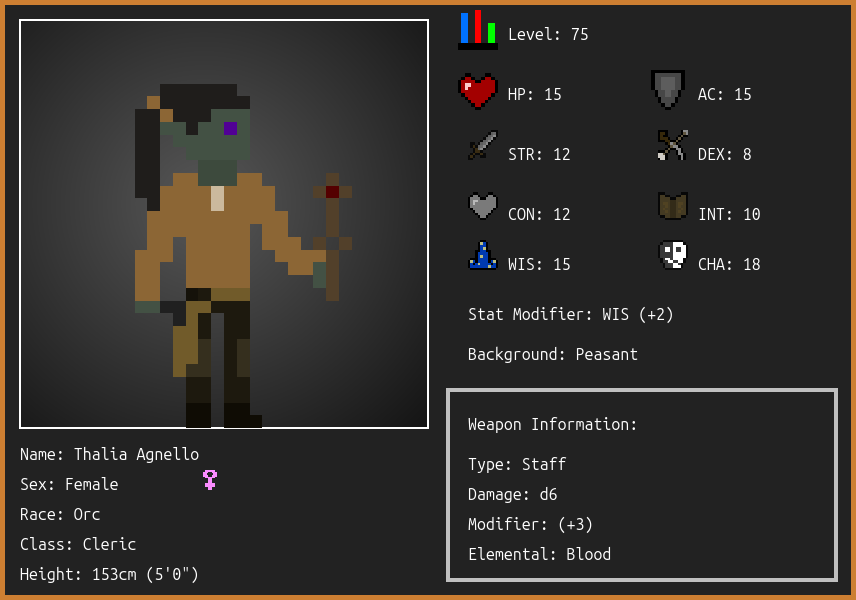 Level: 75
HP: 15
AC: 15
STR: 12
DEX: 8
CON: 12
INT: 10
WIS: 15
CHA: 18
Stat Modifier: WIS (+2)
Background: Peasant
Weapon Information:
Type: Staff
Damage: d6
Modifier: (+3)
Elemental: Blood
Name: Thalia Agnello
Sex: Female
Race: Orc
Class: Cleric
Height: 153cm (5'0")